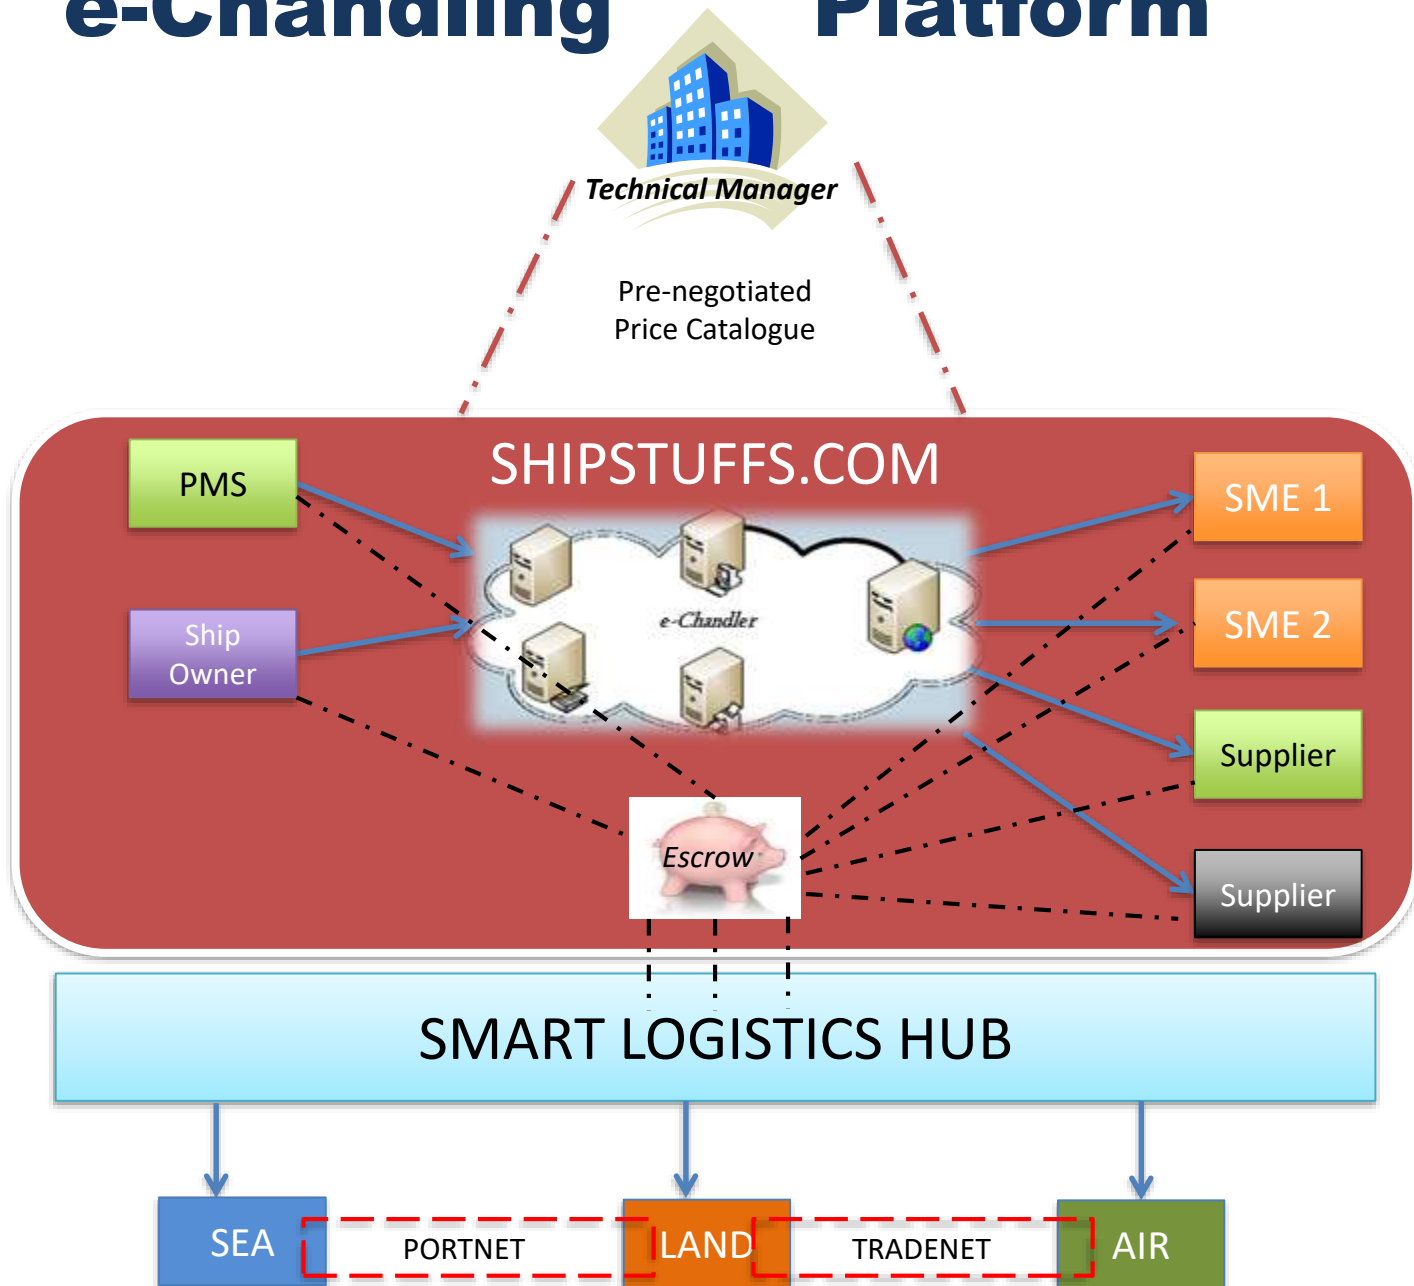 e-Chandling Platform
Technical Manager
Pre-negotiated
Price Catalogue
SHIPSTUFFS.COM
PMS
SME 1
e-Chandler
Ship
Owner
SME 2
Supplier
Escrow
Supplier
SMART LOGISTICS HUB
SEA
PORTNET
LAND
TRADENET
AIR